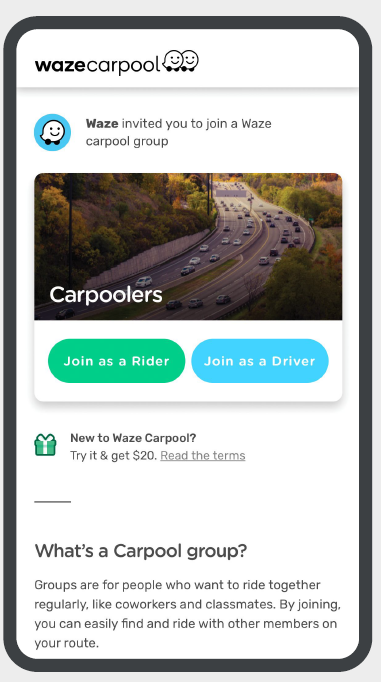 wazecarpool
Waze invited you to join a Waze
carpool group
Carpoolers
Join as a Rider
Join as a Driver
New to Waze Carpool?
Try it & get $20. Read the terms
What's a Carpool group?
Groups are for people who want to ride together
regularly, like coworkers and classmates. By joining,
you can easily find and ride with other members on
your route.